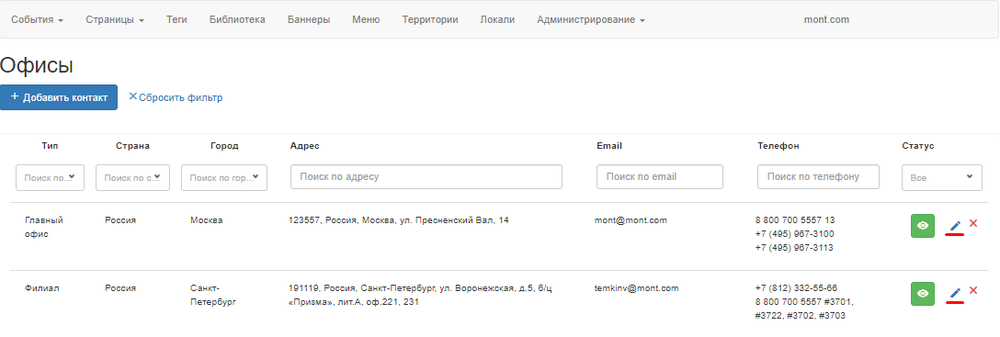 События Страницы Теги Библиотека Баннеры Меню Территории Локали Администрирование mont.com
Офисы
+ Добавить контакт ×Сбросить фильтр
Тип Страна Город Адрес Email Телефон Статус
Поиск по... Поиск по с... Поиск по гор... Поиск по адресу Поиск по email Поиск по телефону Все
Главный Россия Москва 123557, Россия, Москва, ул. Пресненский Вал, 14 mont@mont.com 8 800 700 5557 13
офис +7 (495) 967-3100
+7 (495) 967-3113
Филиал Россия Санкт- 191119, Россия, Санкт-Петербург, ул. Воронежская, д.5, б/ц temkinv@mont.com +7 (812) 332-55-66
Петербург «Призма», лит.А, оф.221, 231 8 800 700 5557 #3701,
#3722, #3702, #3703